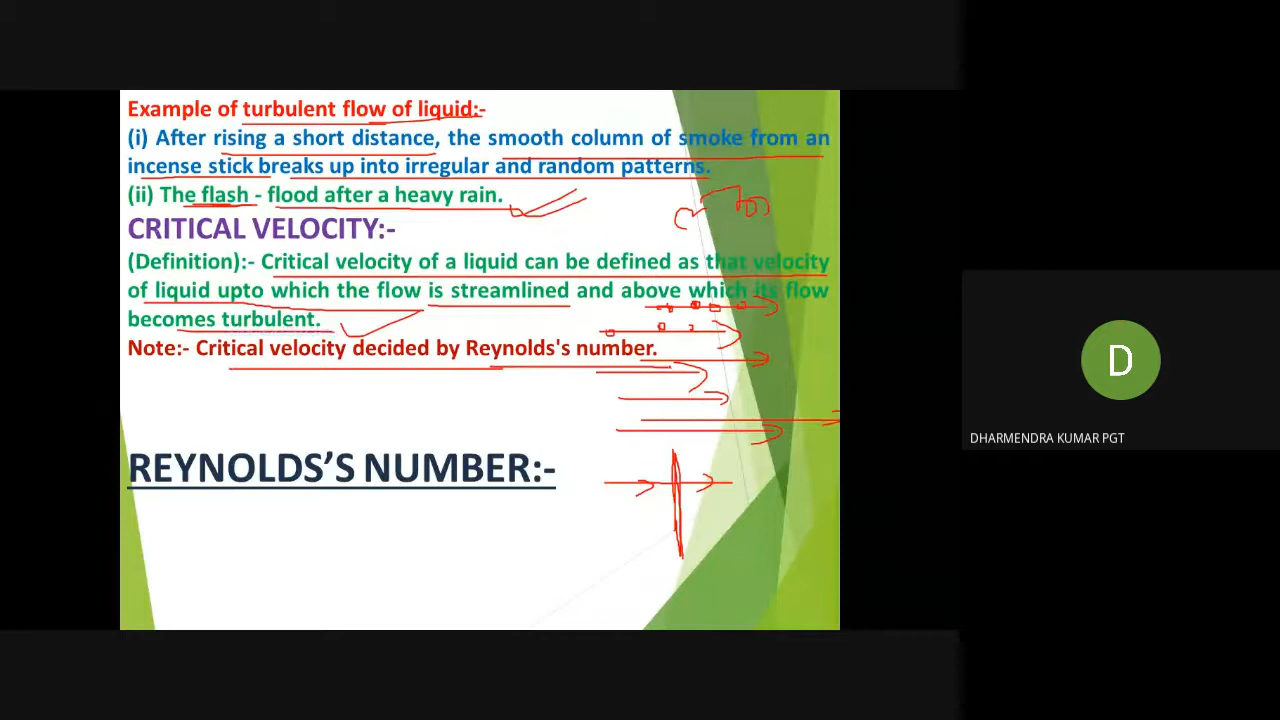 Example of turbulent flow of liquid:-
(i) After rising a short distance, the smooth column of smoke from an
incense stick breaks up into irregular and random patterns.
(ii) The flash - flood after a heavy rain.
CRITICAL VELOCITY:-
(Definition):- Critical velocity of a liquid can be defined as that velocity
of liquid upto which the flow is streamlined and above which its flow
becomes turbulent.
Note:- Critical velocity decided by Reynolds's number.
REYNOLDS’S NUMBER:-
D
DHARMENDRA KUMAR PGT